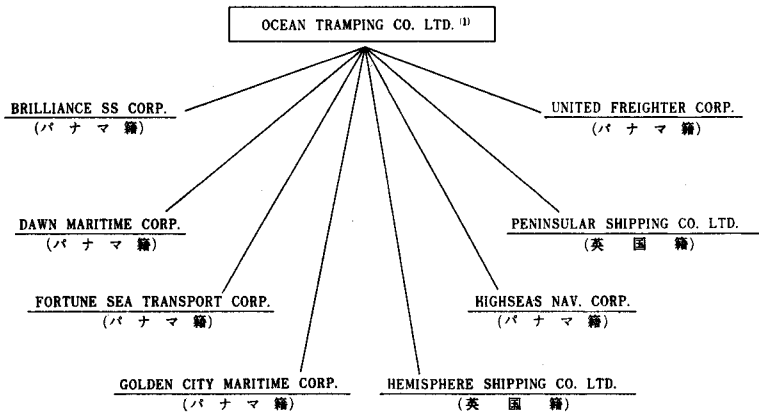 OCEAN TRAMPING CO. LTD. (1)
BRILLIANCE SS CORP.
(パ ナ マ 籍)
UNITED FREIGHTER CORP.
(パ ナ マ 籍)
DAWN MARITIME CORP.
(パ ナ マ 籍)
PENINSULAR SHIPPING CO. LTD.
(英 国 籍)
FORTUNE SEA TRANSPORT CORP.
(パ ナ マ 籍)
HIGHSEAS NAV. CORP.
(パ ナ マ 籍)
GOLDEN CITY MARITIME CORP.
(パ ナ マ 籍)
HEMISPHERE SHIPPING CO. LTD.
(英 国 籍)